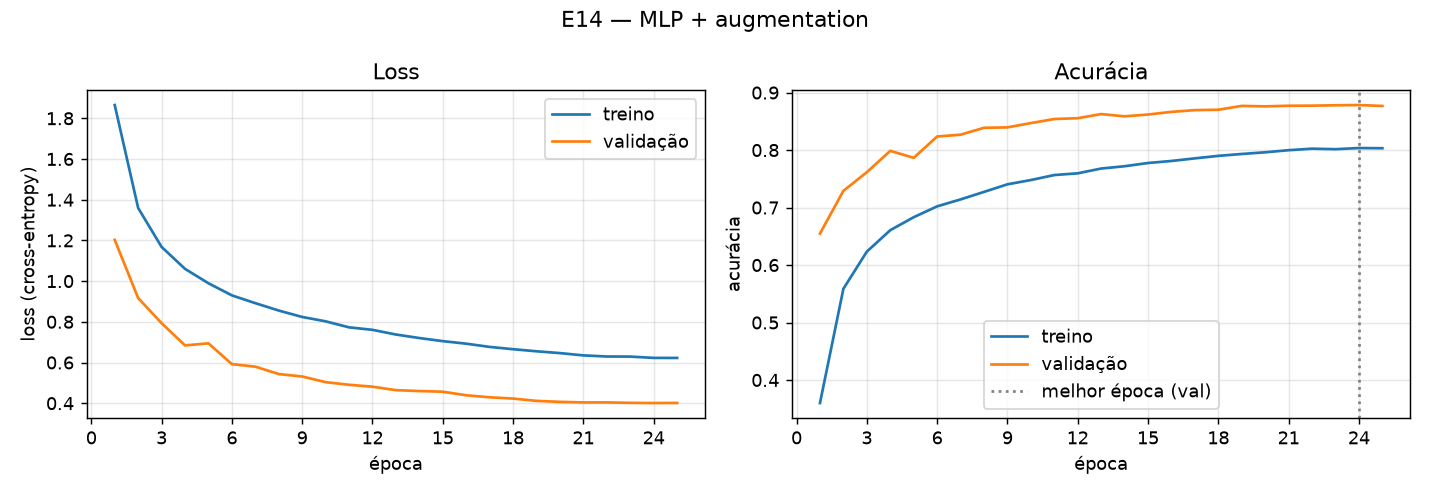 E14 — MLP + augmentation
Loss
loss (cross-entropy)
1.8
1.6
1.4
1.2
1.0
0.8
0.6
0.4
treino
validação
0 3 6 9 12 15 18 21 24
época
Acurácia
acurácia
0.9
0.8
0.7
0.6
0.5
0.4
treino
validação
melhor época (val)
0 3 6 9 12 15 18 21 24
época